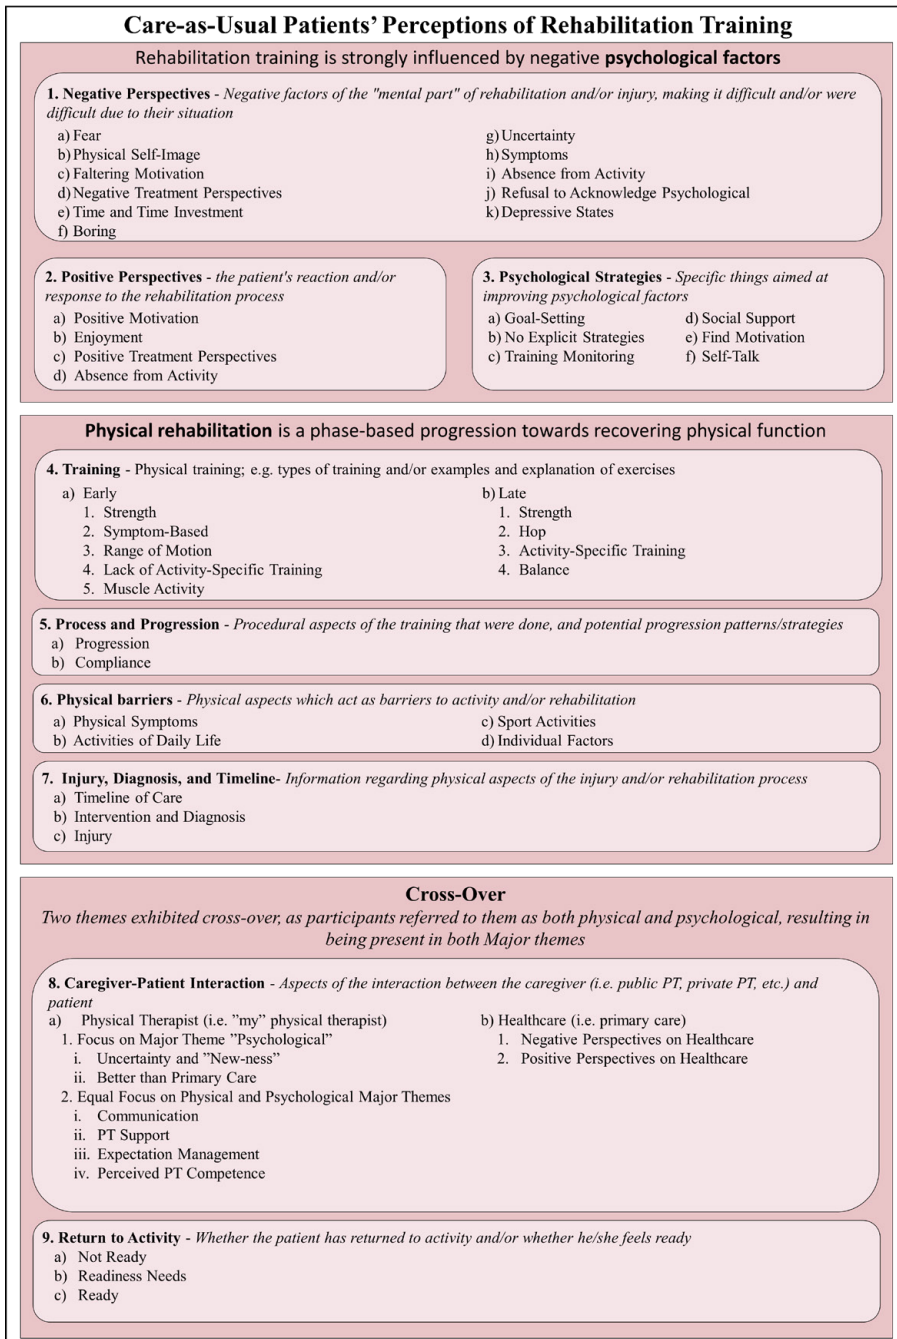 Care-as-Usual Patients’ Perceptions of Rehabilitation Training
Rehabilitation training is strongly influenced by negative psychological factors
1. Negative Perspectives - Negative factors of the "mental part" of rehabilitation and/or injury, making it difficult and/or were
difficult due to their situation
a) Fear
b) Physical Self-Image
c) Faltering Motivation
d) Negative Treatment Perspectives
e) Time and Time Investment
f) Boring
g) Uncertainty
h) Symptoms
i) Absence from Activity
j) Refusal to Acknowledge Psychological
k) Depressive States
2. Positive Perspectives - the patient's reaction and/or
response to the rehabilitation process
a) Positive Motivation
b) Enjoyment
c) Positive Treatment Perspectives
d) Absence from Activity
3. Psychological Strategies - Specific things aimed at
improving psychological factors
a) Goal-Setting
b) No Explicit Strategies
c) Training Monitoring
d) Social Support
e) Find Motivation
f) Self-Talk
Physical rehabilitation is a phase-based progression towards recovering physical function
4. Training - Physical training; e.g. types of training and/or examples and explanation of exercises
a) Early
1. Strength
2. Symptom-Based
3. Range of Motion
4. Lack of Activity-Specific Training
5. Muscle Activity
b) Late
1. Strength
2. Hop
3. Activity-Specific Training
4. Balance
5. Process and Progression - Procedural aspects of the training that were done, and potential progression patterns/strategies
a) Progression
b) Compliance
6. Physical barriers - Physical aspects which act as barriers to activity and/or rehabilitation
a) Physical Symptoms
b) Activities of Daily Life
c) Sport Activities
d) Individual Factors
7. Injury, Diagnosis, and Timeline- Information regarding physical aspects of the injury and/or rehabilitation process
a) Timeline of Care
b) Intervention and Diagnosis
c) Injury
Cross-Over
Two themes exhibited cross-over, as participants referred to them as both physical and psychological, resulting in
being present in both Major themes
8. Caregiver-Patient Interaction - Aspects of the interaction between the caregiver (i.e. public PT, private PT, etc.) and
patient
a) Physical Therapist (i.e. ”my” physical therapist)
1. Focus on Major Theme ”Psychological”
i. Uncertainty and ”New-ness”
ii. Better than Primary Care
2. Equal Focus on Physical and Psychological Major Themes
i. Communication
ii. PT Support
iii. Expectation Management
iv. Perceived PT Competence
b) Healthcare (i.e. primary care)
1. Negative Perspectives on Healthcare
2. Positive Perspectives on Healthcare
9. Return to Activity - Whether the patient has returned to activity and/or whether he/she feels ready
a) Not Ready
b) Readiness Needs
c) Ready